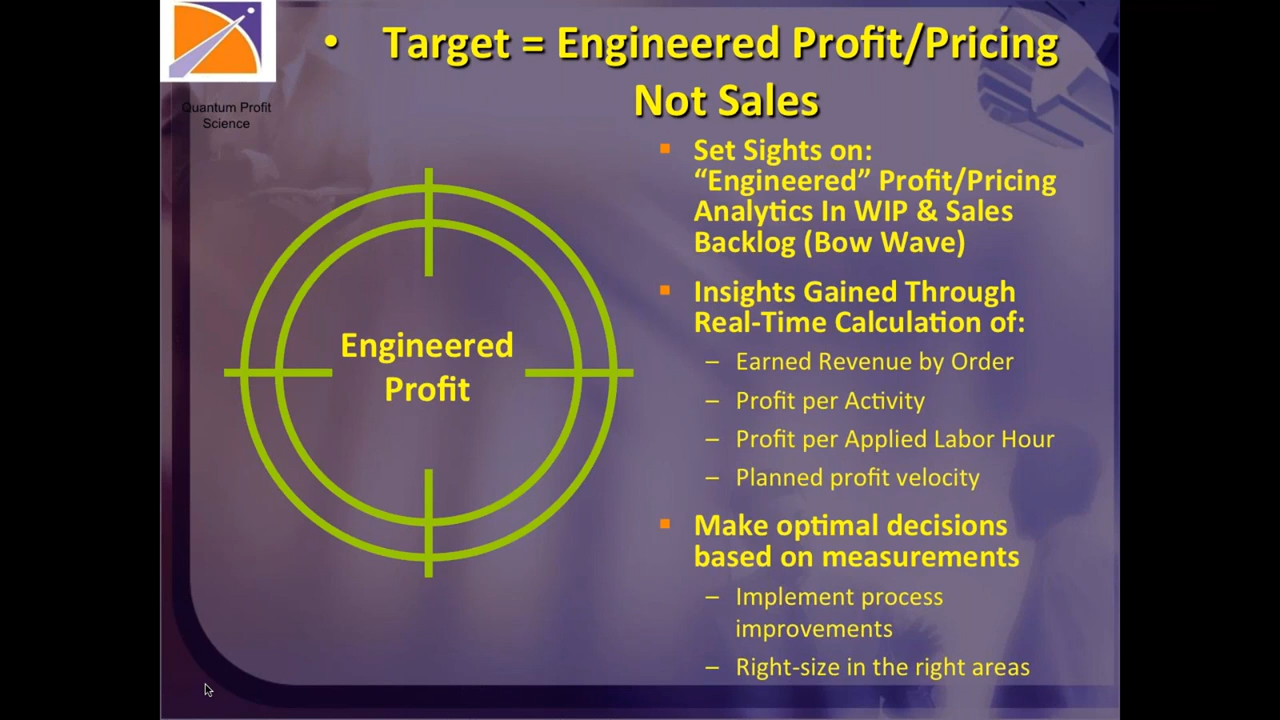 Quantum Profit
Science
• Target = Engineered Profit/Pricing
Not Sales
Engineered
Profit
▪ Set Sights on:
“Engineered” Profit/Pricing
Analytics In WIP & Sales
Backlog (Bow Wave)
▪ Insights Gained Through
Real-Time Calculation of:
– Earned Revenue by Order
– Profit per Activity
– Profit per Applied Labor Hour
– Planned profit velocity
▪ Make optimal decisions
based on measurements
– Implement process
improvements
– Right-size in the right areas